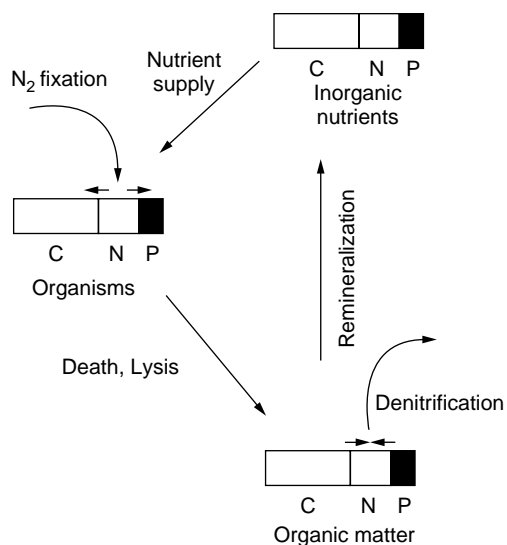 C N P
Inorganic
nutrients
Nutrient
supply
N₂ fixation
C N P
Organisms
Remineralization
Death, Lysis
Denitrification
C N P
Organic matter